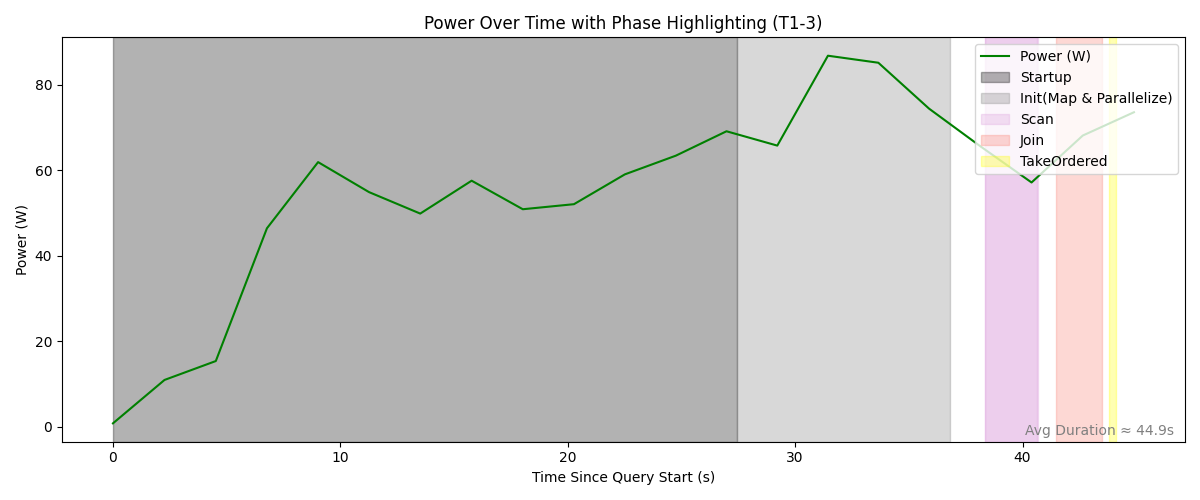 Power Over Time with Phase Highlighting (T1-3)
Power (W)
Startup
Init(Map & Parallelize)
Scan
Join
TakeOrdered
80
60
40
20
0
Power (W)
Avg Duration ≈ 44.9s
0 10 20 30 40
Time Since Query Start (s)